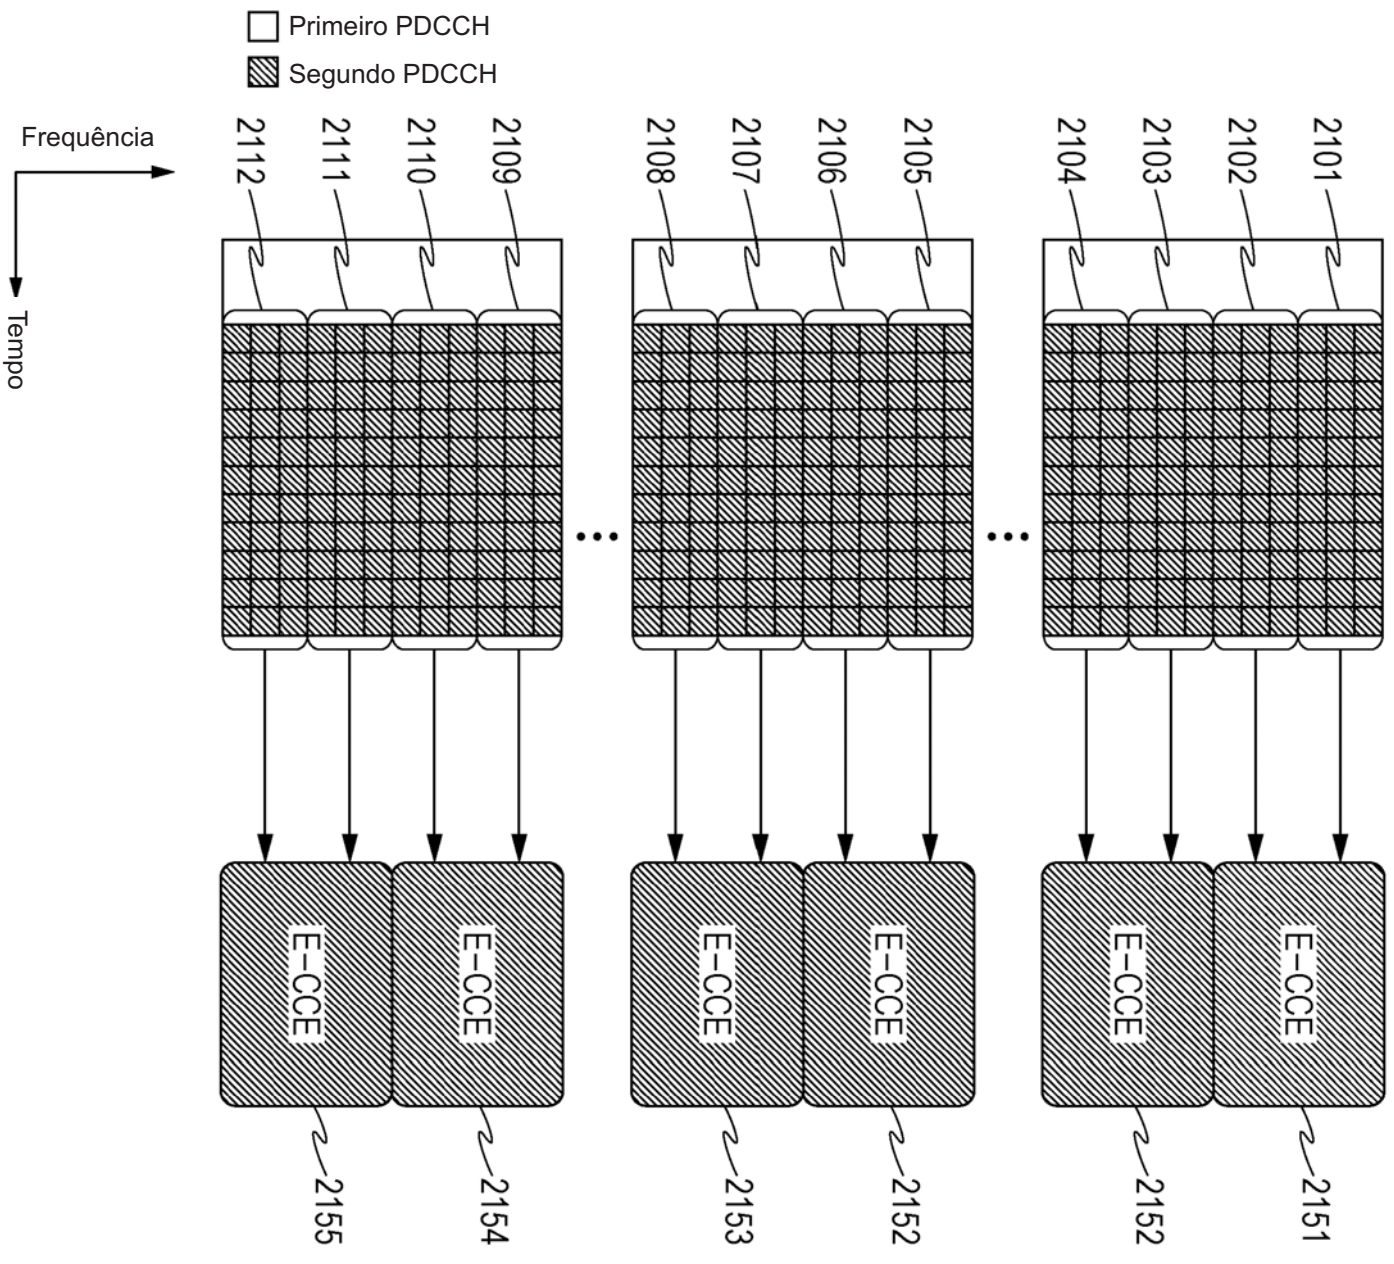 Primeiro PDCCH
Segundo PDCCH
Frequência
Tempo
2112
2111
2110
2109
2108
2107
2106
2105
2104
2103
2102
2101
E-CCE
E-CCE
E-CCE
E-CCE
E-CCE
E-CCE
2155
2154
2153
2152
2152
2151